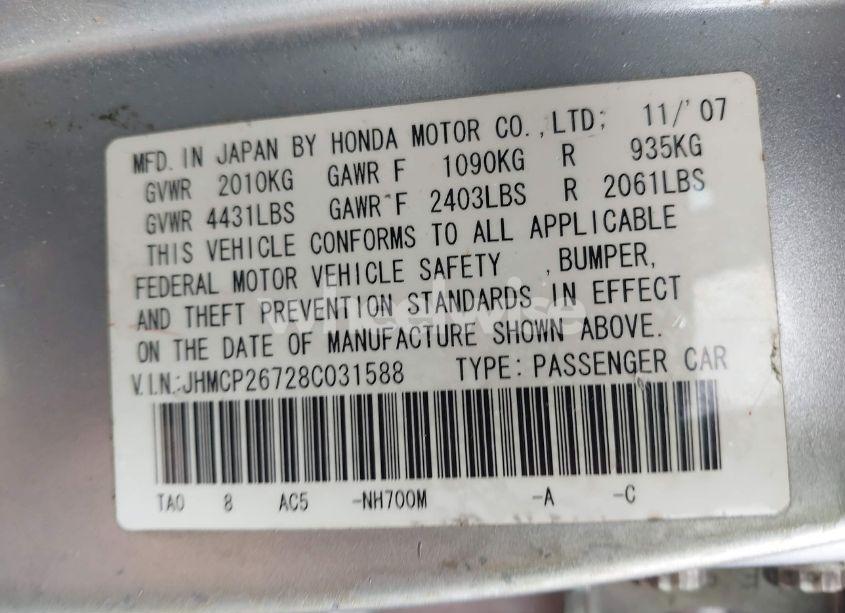 MFD. IN JAPAN BY HONDA MOTOR CO., LTD; 11/'07
GVWR 2010KG GAWR F 1090KG R 935KG
GVWR 4431LBS GAWR F 2403LBS R 2061LBS
THIS VEHICLE CONFORMS TO ALL APPLICABLE
FEDERAL MOTOR VEHICLE SAFETY , BUMPER,
AND THEFT PREVENTION STANDARDS IN EFFECT
ON THE DATE OF MANUFACTURE SHOWN ABOVE.
V.I.N.:JHMCP26728C031588 TYPE: PASSENGER CAR
TA0 8 AC5 -NH700M -A -C
wheelwise